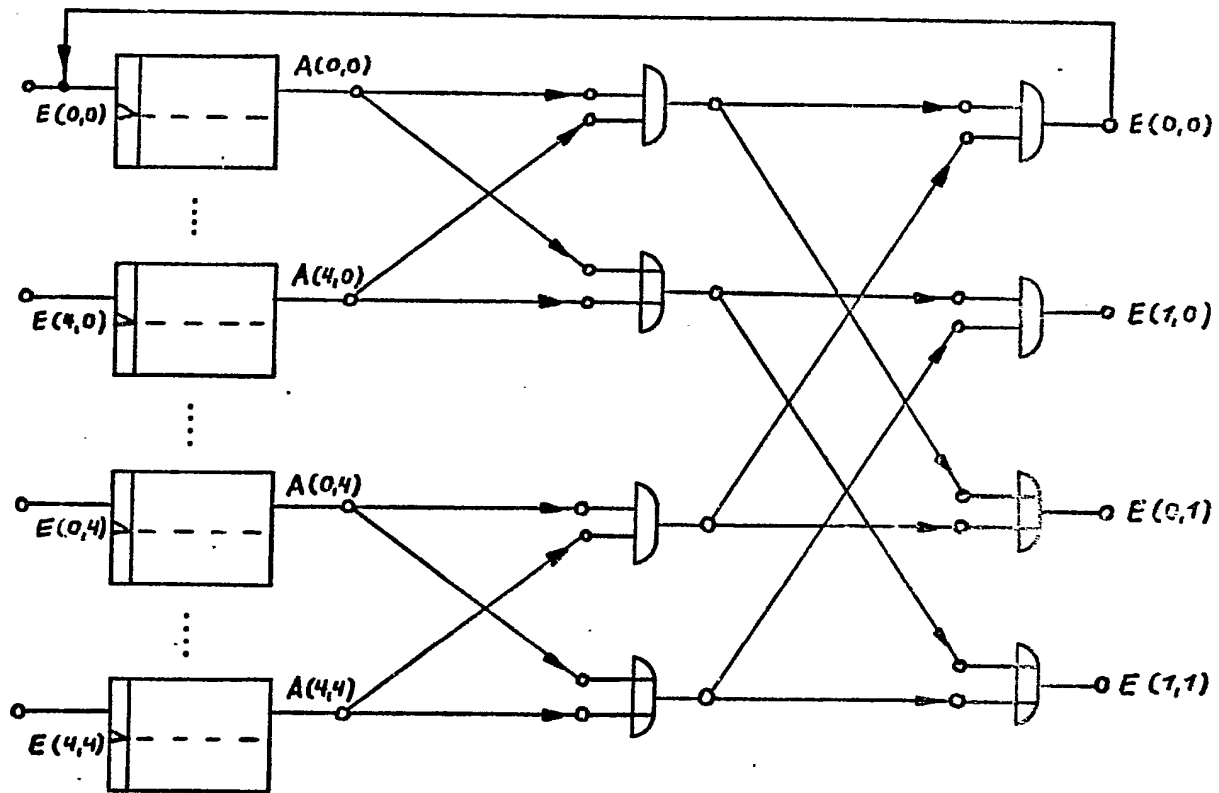 A(0,0)
E(0,0)
E(0,0)
A(4,0)
E(4,0)
E(1,0)
A(0,4)
E(0,4)
E(0,1)
A(4,4)
E(4,4)
E(1,1)